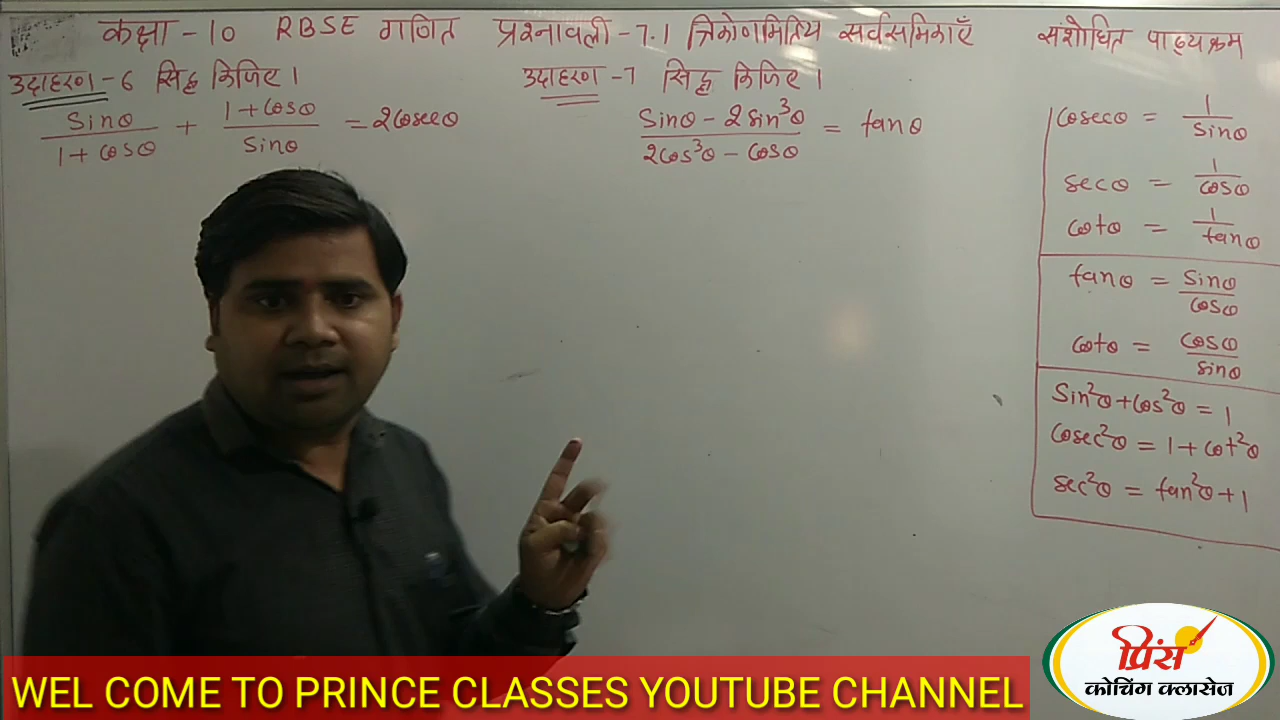 कक्षा - 10 RBSE गणित प्रश्नावली - 7.1 त्रिकोणमितिय सर्वसमिकाएँ संशोधित पाठ्यक्रम
उदाहरण - 6 सिद्ध किजिए।
sinθ/(1 + cosθ) + (1 + cosθ)/sinθ = 2cosecθ
उदाहरण - 7 सिद्ध किजिए।
(sinθ - 2sin³θ)/(2cos³θ - cosθ) = tanθ
cosecθ = 1/sinθ
secθ = 1/cosθ
cotθ = 1/tanθ
tanθ = sinθ/cosθ
cotθ = cosθ/sinθ
sin²θ + cos²θ = 1
cosec²θ = 1 + cot²θ
sec²θ = tan²θ + 1
प्रिंस
कोचिंग क्लासेज
WEL COME TO PRINCE CLASSES YOUTUBE CHANNEL